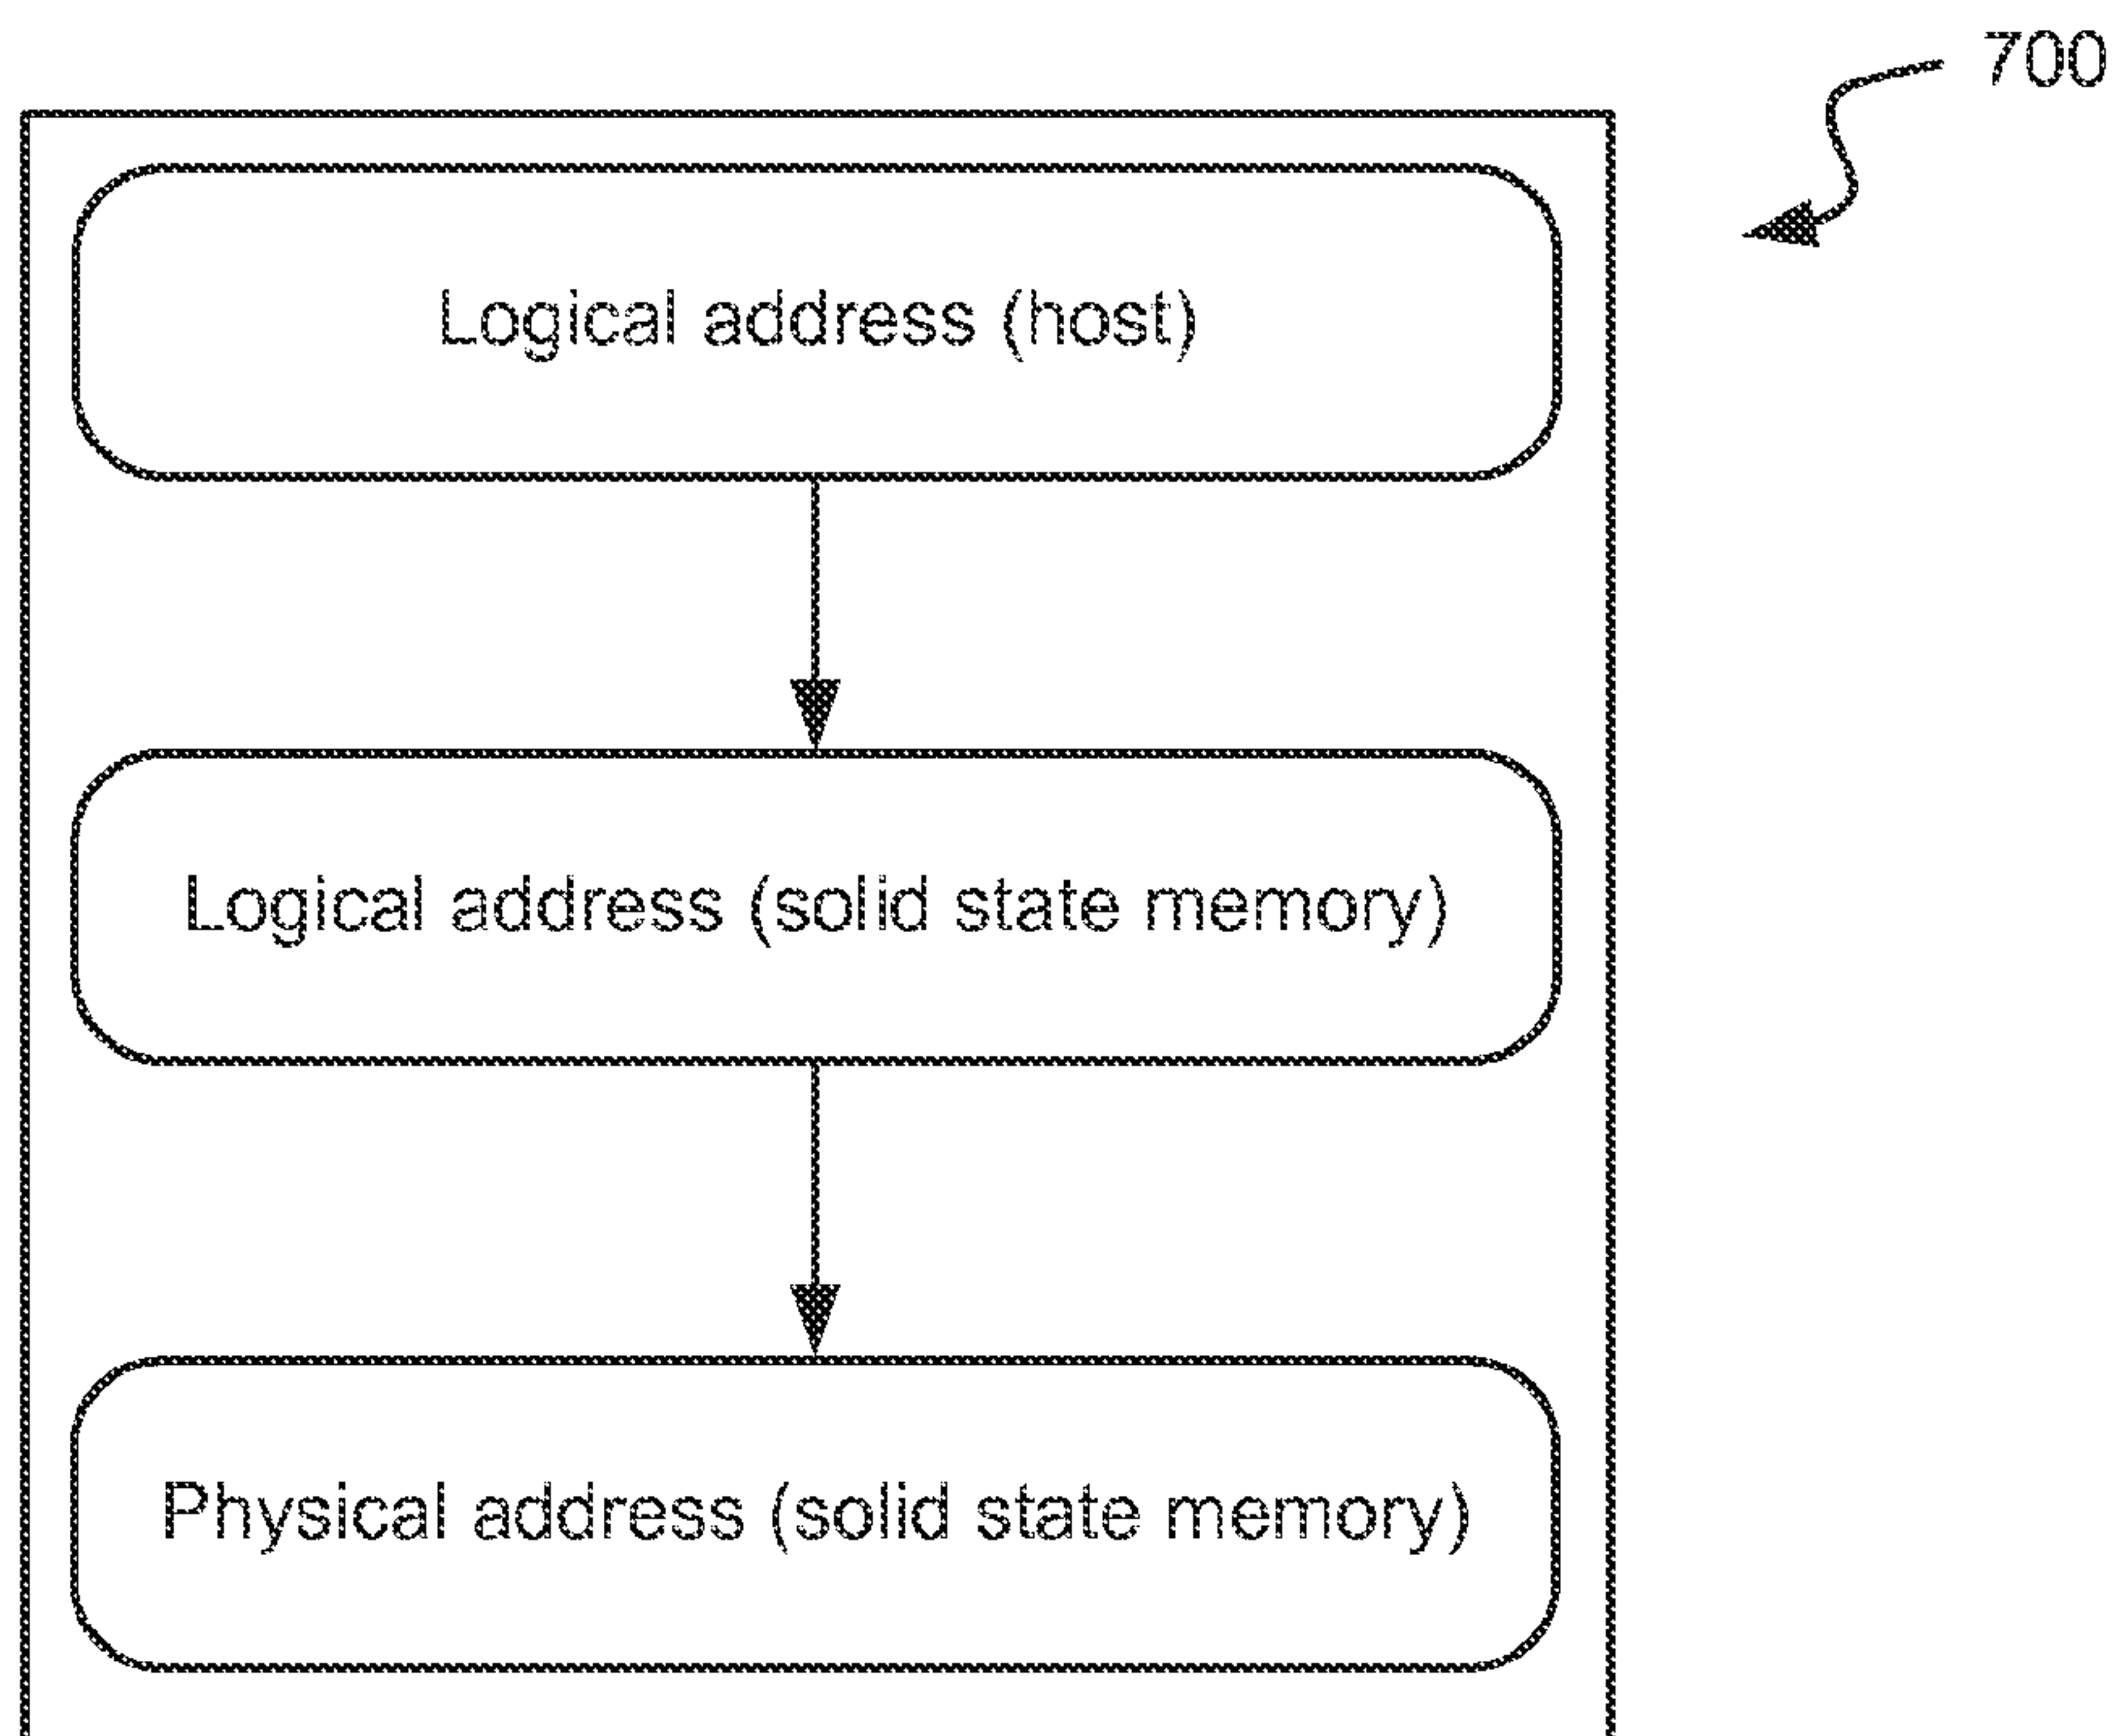 700
Logical address (host)
Logical address (solid state memory)
Physical address (solid state memory)